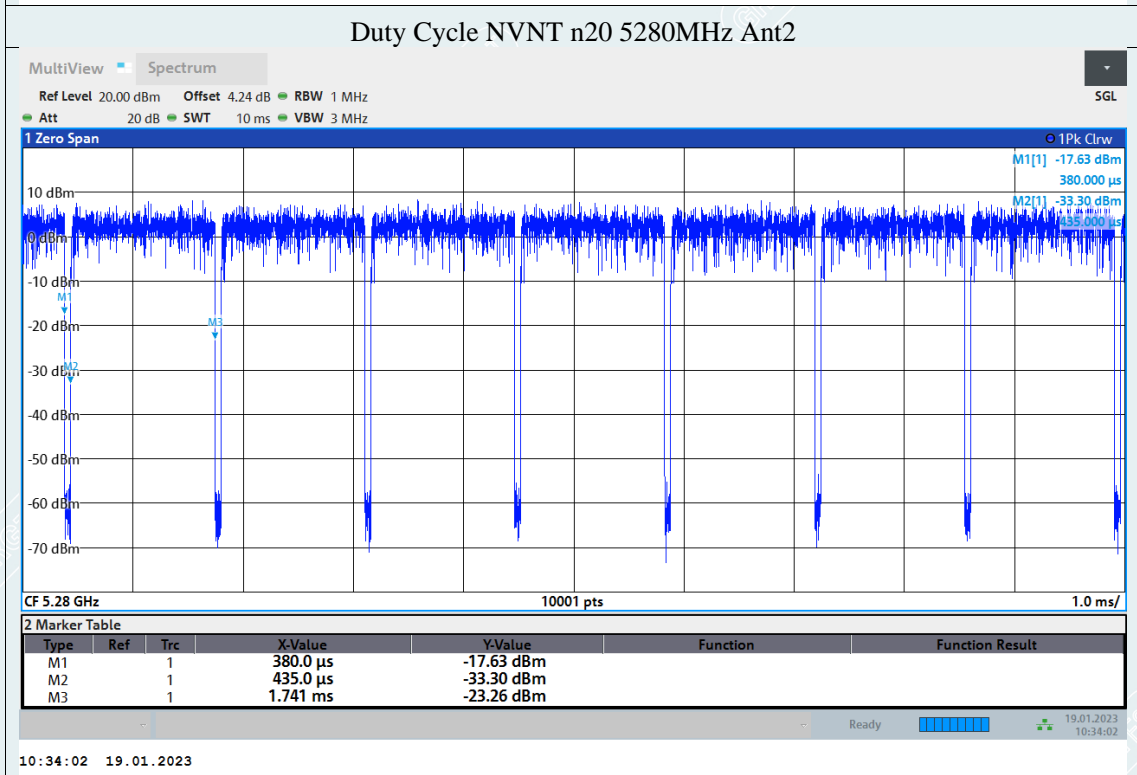 Duty Cycle NVNT n20 5280MHz Ant2
MultiView Spectrum
Ref Level 20.00 dBm Offset 4.24 dB RBW 1 MHz SGL
Att 20 dB SWT 10 ms VBW 3 MHz
1 Zero Span 1Pk Clrw
M1[1] -17.63 dBm
380.000 µs
M2[1] -33.30 dBm
435.000 µs
10 dBm
0 dBm
-10 dBm
M1
-20 dBm
M3
-30 dBm
M2
-40 dBm
-50 dBm
-60 dBm
-70 dBm
CF 5.28 GHz 10001 pts 1.0 ms/
2 Marker Table
Type Ref Trc X-Value Y-Value Function Function Result
M1 1 380.0 µs -17.63 dBm
M2 1 435.0 µs -33.30 dBm
M3 1 1.741 ms -23.26 dBm
Ready 19.01.2023
10:34:02
10:34:02 19.01.2023